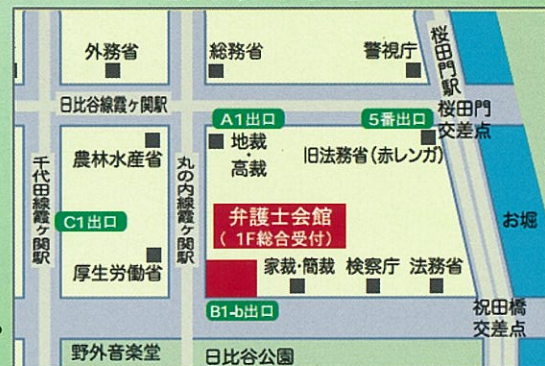 外務省
総務省
警視庁
桜田門駅
日比谷線霞ヶ関駅
A1出口
5番出口
桜田門
交差点
農林水産省
地裁
・
高裁
旧法務省(赤レンガ)
千代田線霞ヶ関駅
丸の内線霞ヶ関駅
C1出口
弁護士会館
( 1F総合受付)
お堀
厚生労働省
家裁・簡裁
検察庁
法務省
B1-b出口
祝田橋
交差点
野外音楽堂
日比谷公園